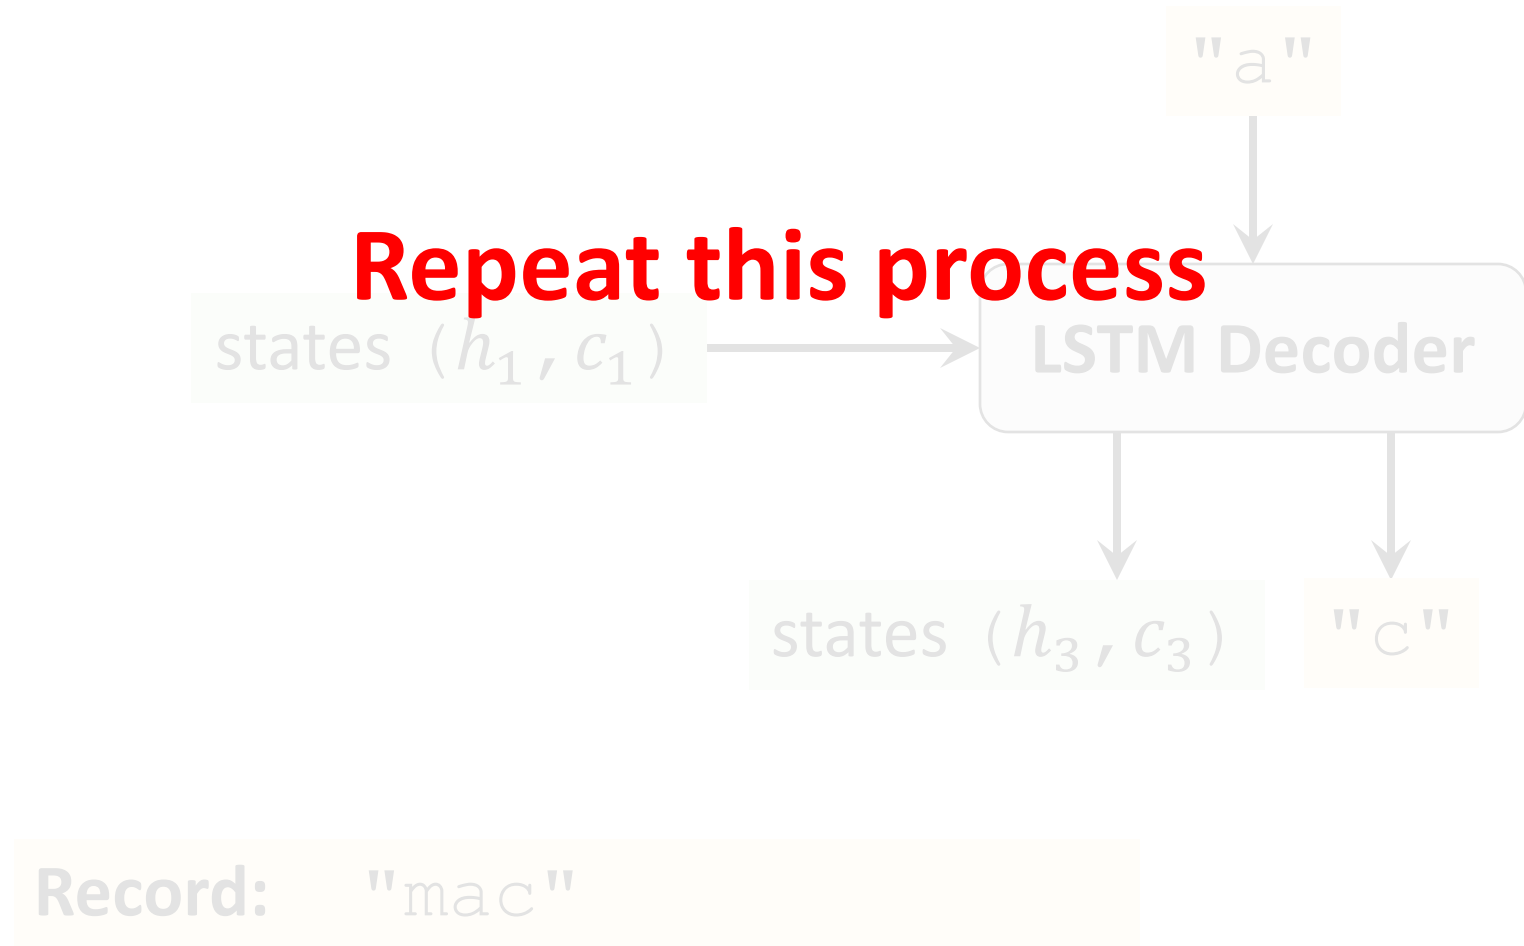 "a"
Repeat this process
states (h₁, c₁)
LSTM Decoder
states (h₃, c₃)
"c"
Record: "mac"